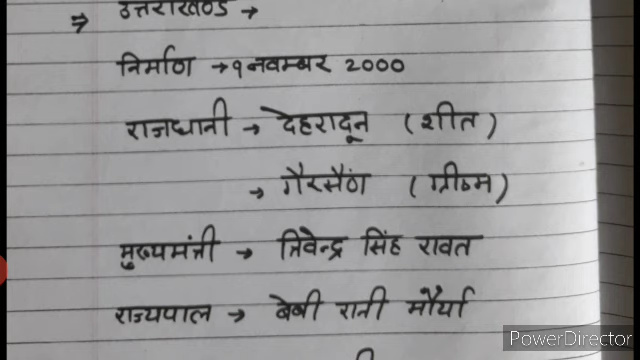 ⇒ उत्तराखण्ड →
निर्माण → 9 नवम्बर 2000
राजधानी → देहरादून (शीत)
→ गैरसैंण (ग्रीष्म)
मुख्यमंत्री → त्रिवेन्द्र सिंह रावत
राज्यपाल → बेबी रानी मौर्या
PowerDirector